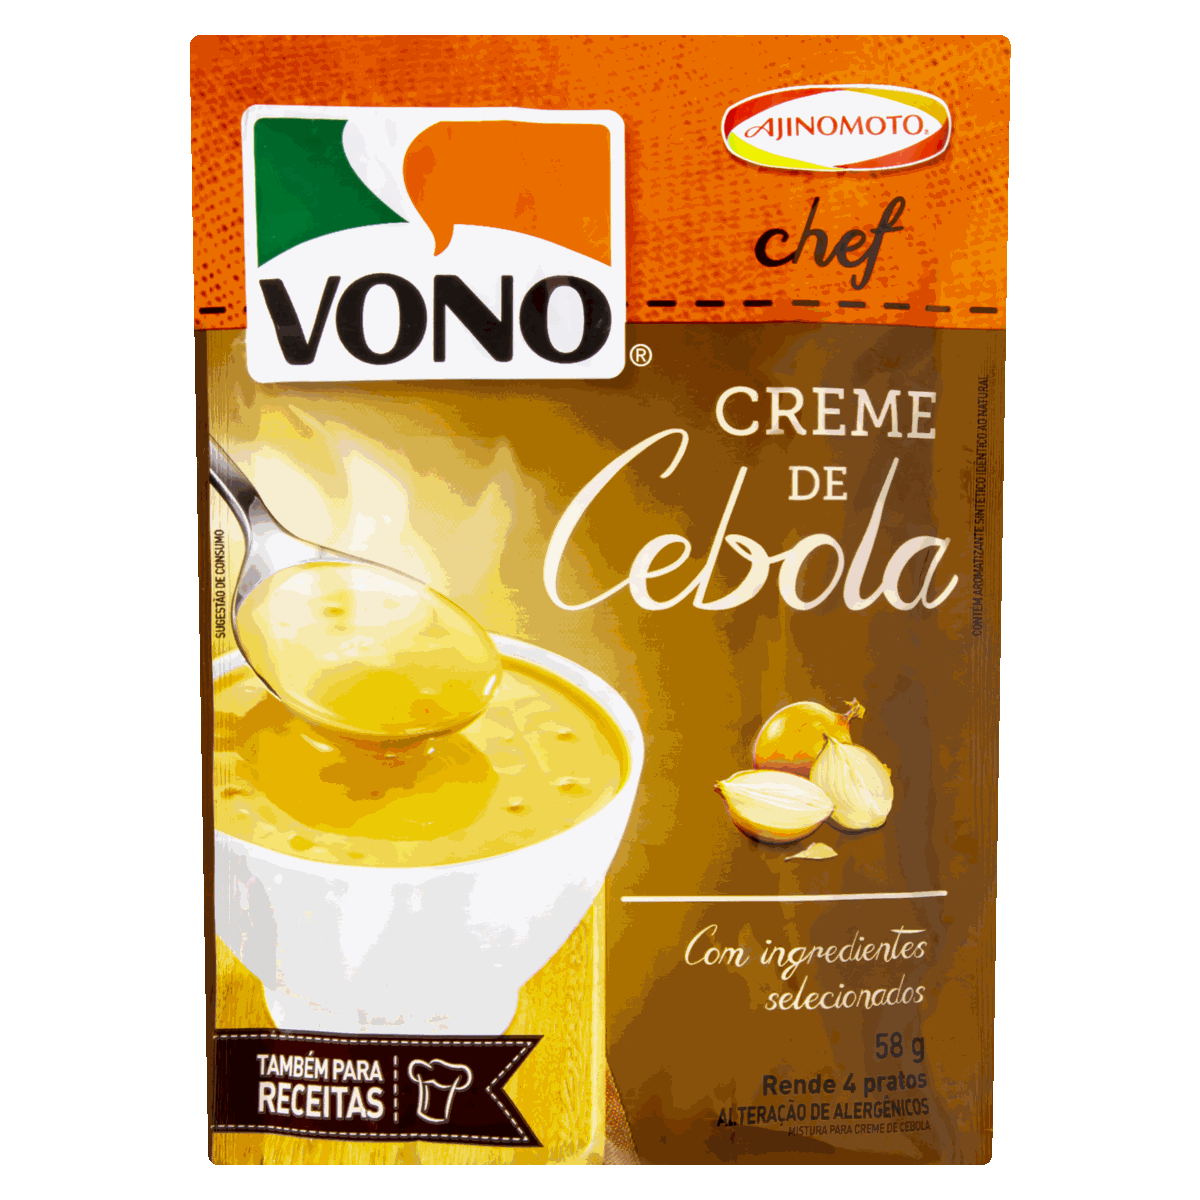 AJINOMOTO®
chef
VONO®
CREME
DE
Cebola
CONTÉM AROMATIZANTE SINTÉTICO IDÊNTICO AO NATURAL
SUGESTÃO DE CONSUMO
Com ingredientes
selecionados
58 g
Rende 4 pratos
ALTERAÇÃO DE ALERGÊNICOS
MISTURA PARA CREME DE CEBOLA
TAMBÉM PARA
RECEITAS